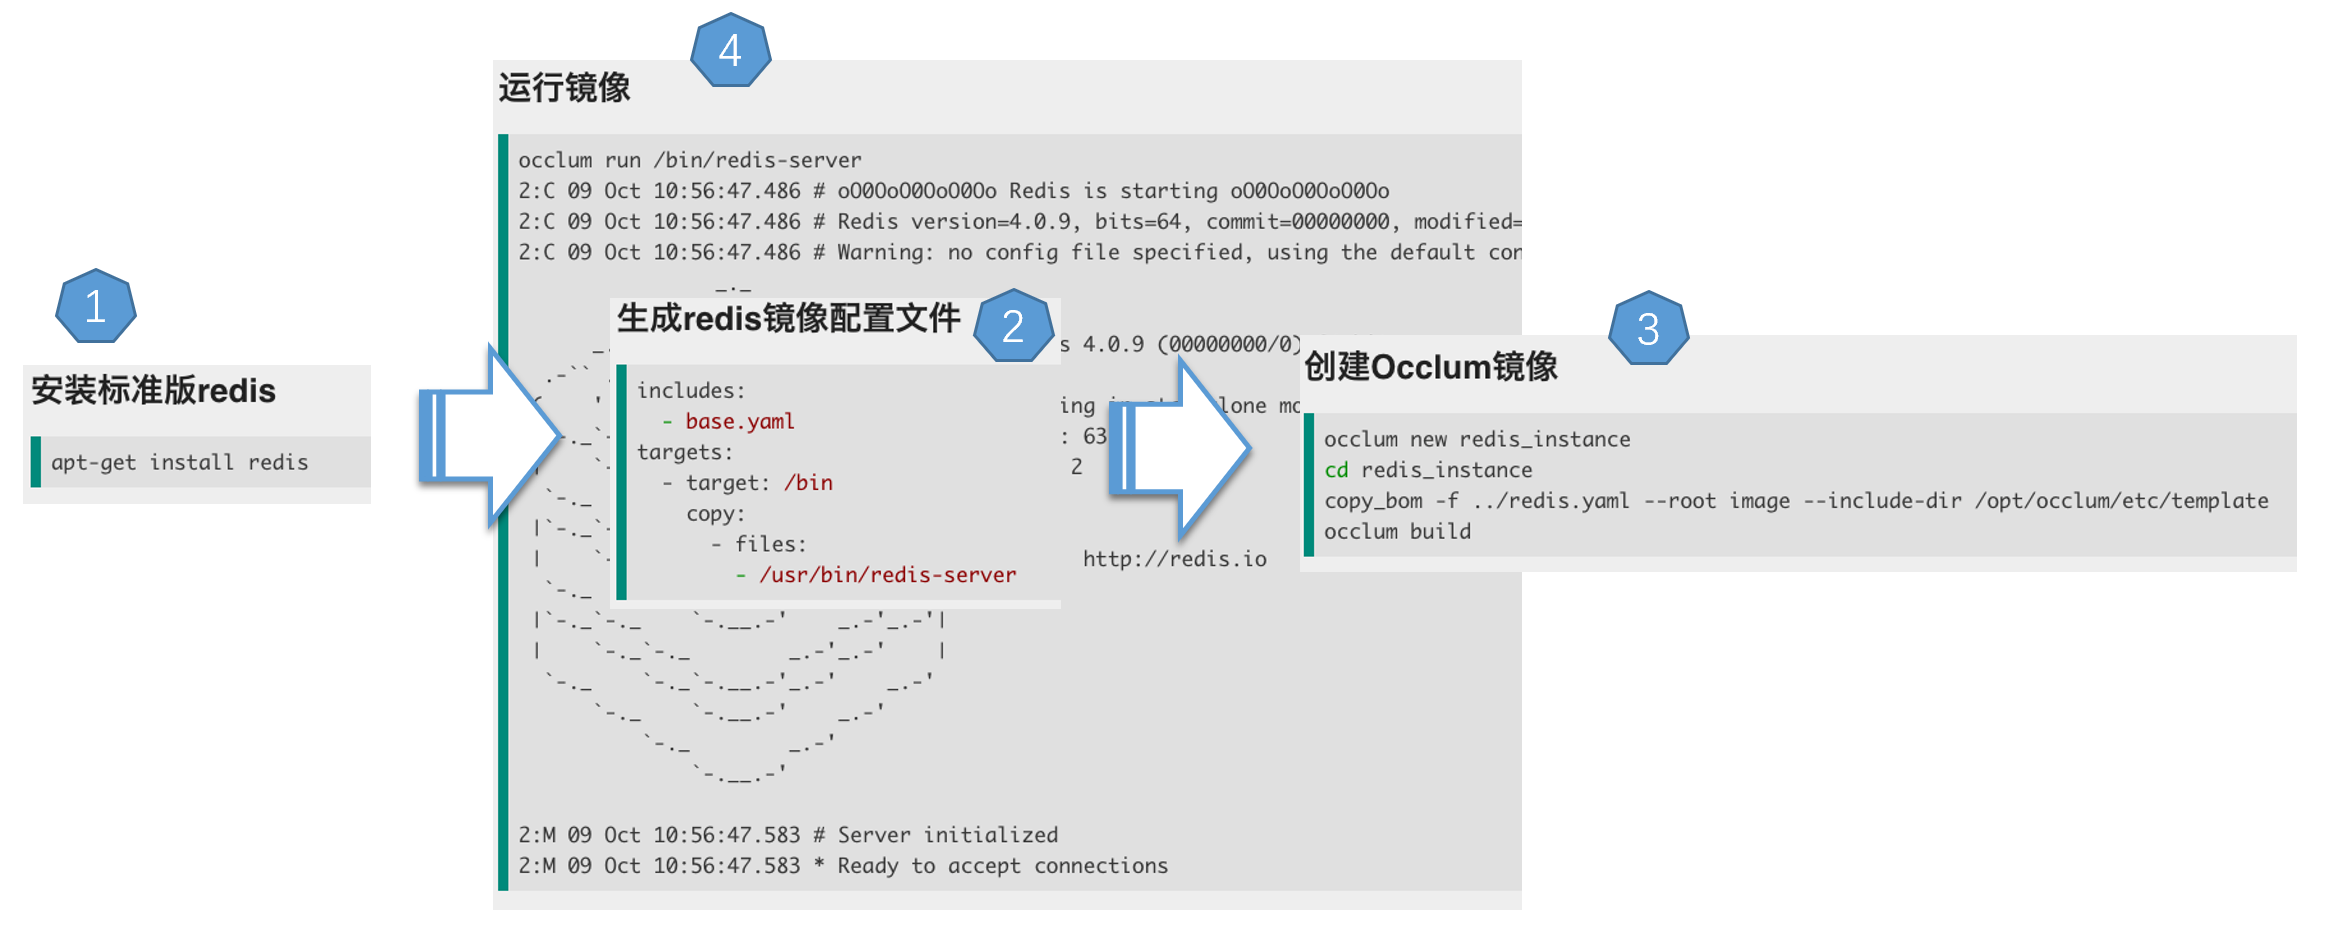 1
安装标准版redis
apt-get install redis
2
生成redis镜像配置文件
includes:
  - base.yaml
targets:
  - target: /bin
    copy:
      - files:
        - /usr/bin/redis-server
3
创建Occlum镜像
occlum new redis_instance
cd redis_instance
copy_bom -f ../redis.yaml --root image --include-dir /opt/occlum/etc/template
occlum build
4
运行镜像
occlum run /bin/redis-server
2:C 09 Oct 10:56:47.486 # oO0OoO0OoO0Oo Redis is starting oO0OoO0OoO0Oo
2:C 09 Oct 10:56:47.486 # Redis version=4.0.9, bits=64, commit=00000000, modified=
2:C 09 Oct 10:56:47.486 # Warning: no config file specified, using the default
4.0.9 (00000000/0)
2
http://redis.io
2:M 09 Oct 10:56:47.583 # Server initialized
2:M 09 Oct 10:56:47.583 * Ready to accept connections